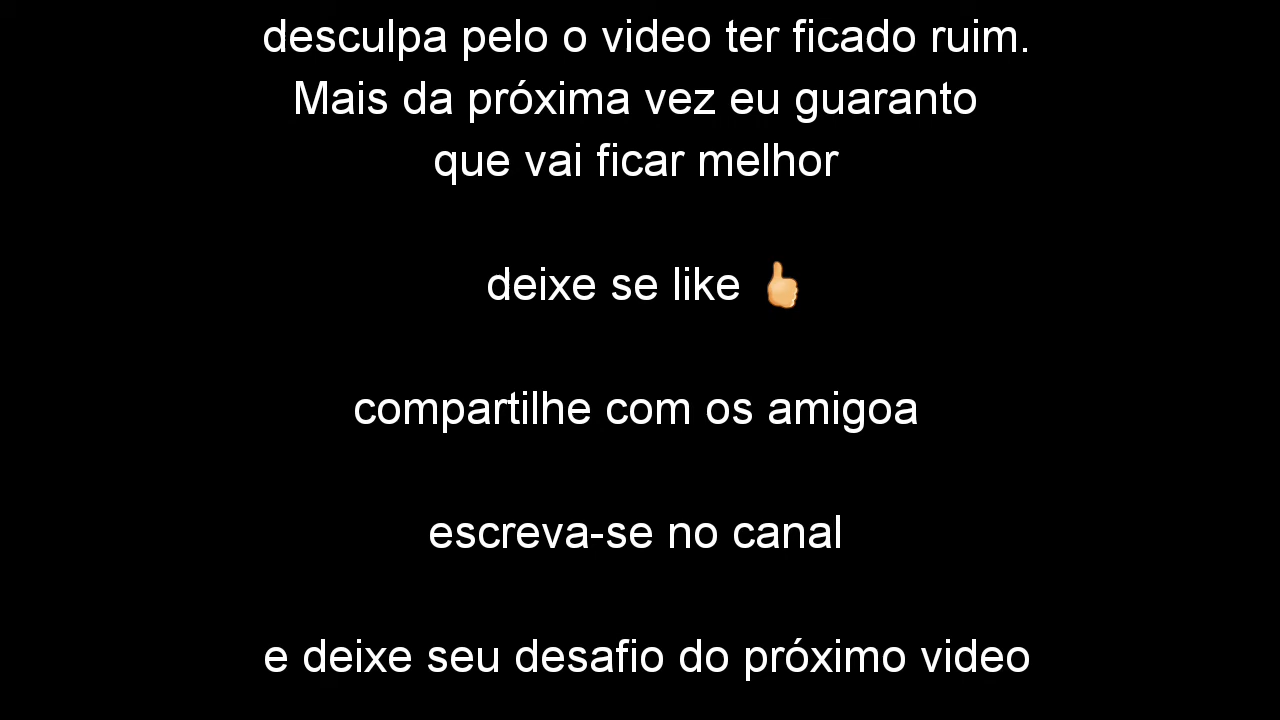 desculpa pelo o video ter ficado ruim.
Mais da próxima vez eu guaranto
que vai ficar melhor
deixe se like 👍
compartilhe com os amigoa
escreva-se no canal
e deixe seu desafio do próximo video